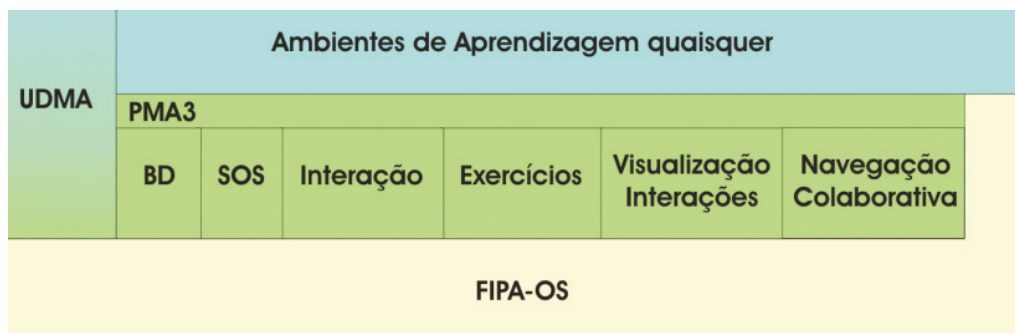 Ambientes de Aprendizagem quaisquer
UDMA
PMA3
BD
SOS
Interação
Exercícios
Visualização
Interações
Navegação
Colaborativa
FIPA-OS